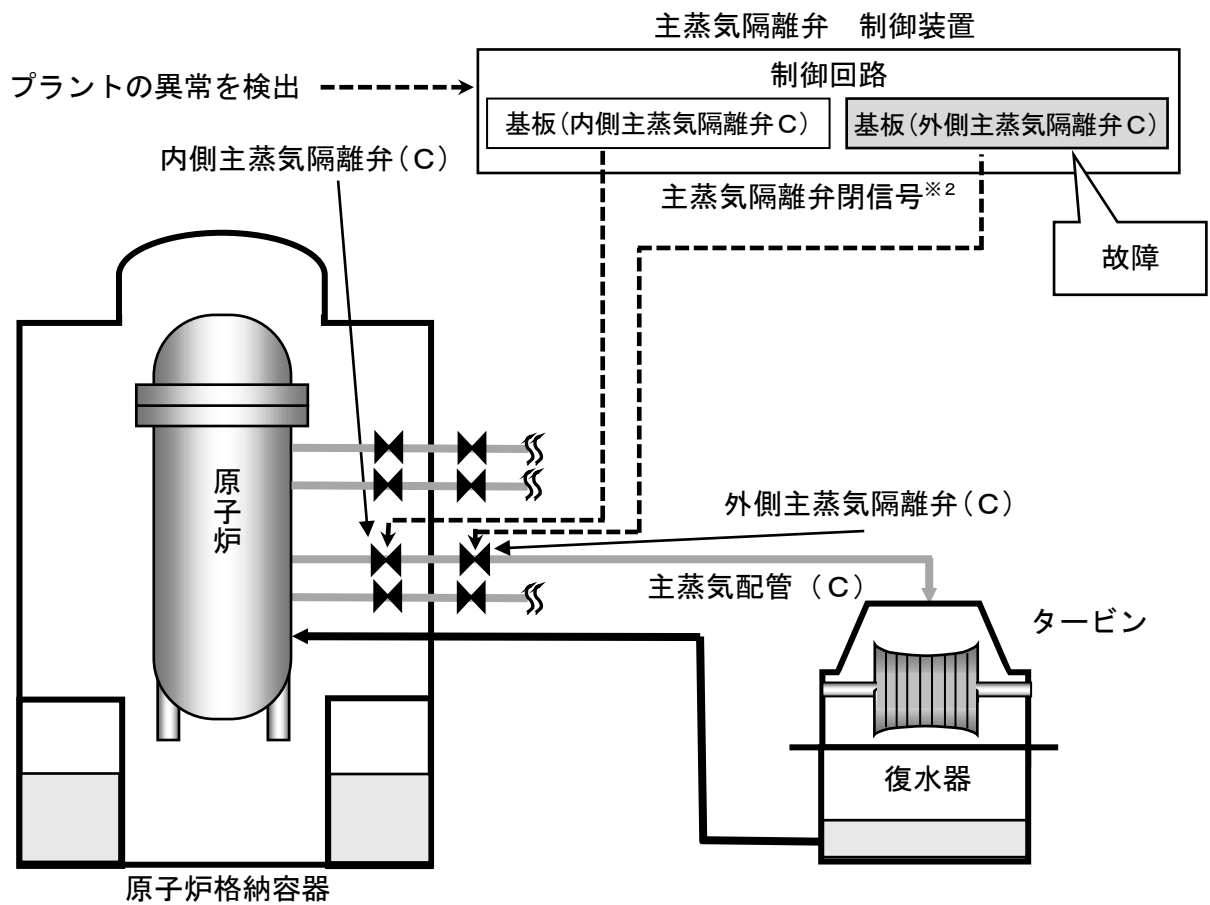 主蒸気隔離弁　制御装置
プラントの異常を検出
制御回路
基板（内側主蒸気隔離弁Ｃ）
基板（外側主蒸気隔離弁Ｃ）
内側主蒸気隔離弁（Ｃ）
主蒸気隔離弁閉信号※２
故障
原子炉
外側主蒸気隔離弁（Ｃ）
主蒸気配管（Ｃ）
タービン
復水器
原子炉格納容器